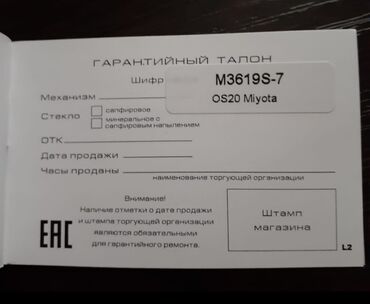 ГАРАНТИЙНЫЙ ТАЛОН
Шифр
M3619S-7
Механизм
OS20 Miyota
Стекло
сапфировое
минеральное с
сапфировым напылением
ОТК
Дата продажи
Часы проданы
наименование торгующей организации
Внимание!
Наличие отметки о дате продажи
и штампа торгующей организации
являются обязательными
для гарантийного ремонта.
EAC
Штамп
магазина
L2